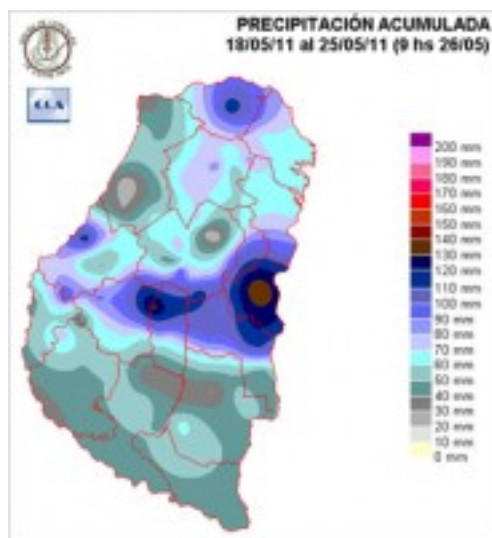 PRECIPITACIÓN ACUMULADA
18/05/11 al 25/05/11 (9 hs 26/05)
200 mm
190 mm
180 mm
170 mm
160 mm
150 mm
140 mm
130 mm
120 mm
110 mm
100 mm
90 mm
80 mm
70 mm
60 mm
50 mm
40 mm
30 mm
20 mm
10 mm
0 mm